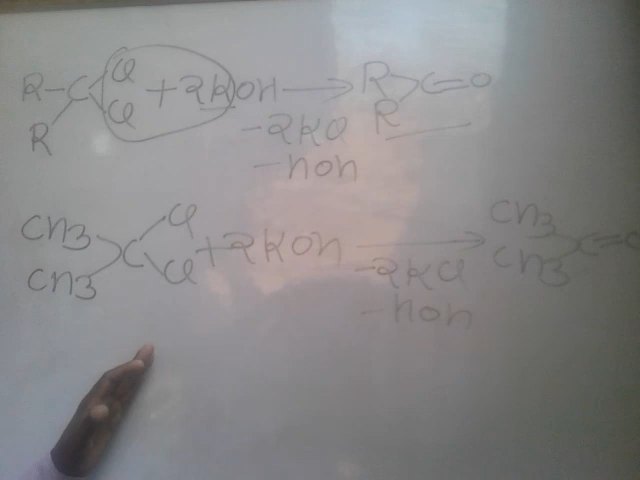 R-C Cl Cl + 2KOH → R R C=O
R
-2KCl
-HOH
CH3 CH3 C Cl Cl + 2KOH → CH3 CH3 C=O
-2KCl
-HOH